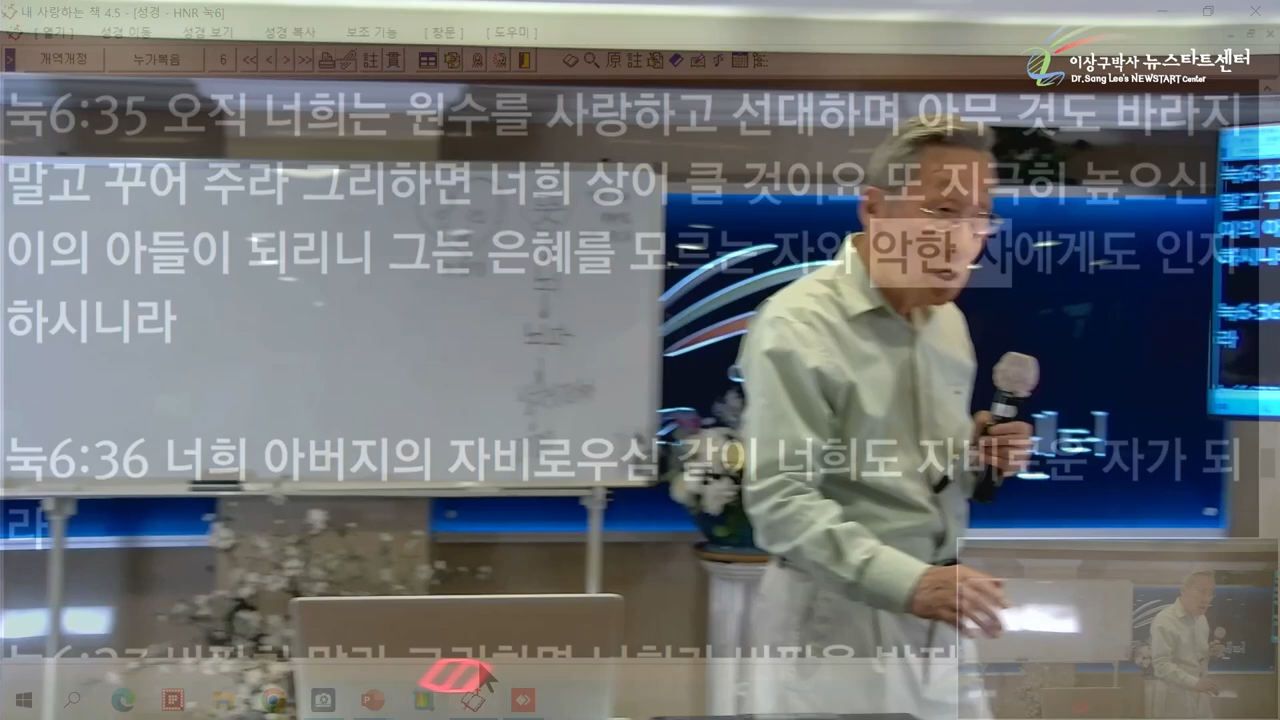 내 사랑하는 책 4.5 - [성경 - HNR 눅6]
[ 열기 ] 성경 이동 성경 보기 성경 복사 보조 기능 [ 창문 ] [ 도우미 ]
개역개정 누가복음 6 << < > >> 註 貫 原 註
이상구박사 뉴스타트센터
Dr.Sang Lee's NEWSTART Center
눅6:35 오직 너희는 원수를 사랑하고 선대하며 아무 것도 바라지
말고 꾸어 주라 그리하면 너희 상이 클 것이요 또 지극히 높으신
이의 아들이 되리니 그는 은혜를 모르는 자와 악한 자에게도 인자
하시니라
눅6:36 너희 아버지의 자비로우심 같이 너희도 자비로운 자가 되
라